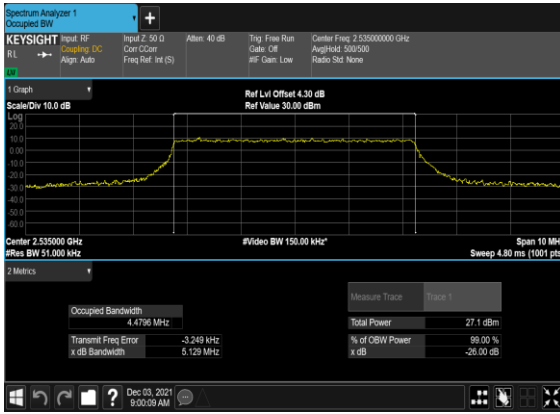 Spectrum Analyzer 1
Occupied BW
+
KEYSIGHT
RL
Input: RF
Coupling: DC
Align: Auto
Input Z: 50 Ω
Corr CCorr
Freq Ref: Int (S)
Atten: 40 dB
Trig: Free Run
Gate: Off
#IF Gain: Low
Center Freq: 2.535000000 GHz
Avg|Hold: 500/500
Radio Std: None
1 Graph
Scale/Div 10.0 dB
Ref Lvl Offset 4.30 dB
Ref Value 30.00 dBm
Log
20.0
10.0
0.00
-10.0
-20.0
-30.0
-40.0
-50.0
-60.0
Center 2.535000 GHz
#Video BW 150.00 kHz*
Span 10 MH
#Res BW 51.000 kHz
Sweep 4.80 ms (1001 pts
2 Metrics
Measure Trace
Trace 1
Occupied Bandwidth
4.4796 MHz
Total Power
27.1 dBm
Transmit Freq Error
-3.249 kHz
% of OBW Power
99.00 %
x dB Bandwidth
5.129 MHz
x dB
-26.00 dB
?
Dec 03, 2021
9:00:09 AM